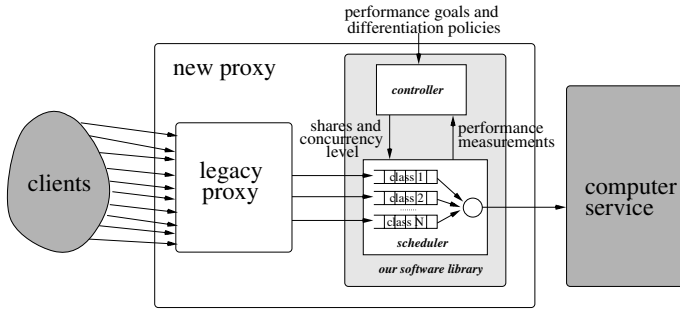 performance goals and
differentiation policies
new proxy
controller
shares and
concurrency
level
performance
measurements
clients
legacy
proxy
class 1
class 2
........
class N
scheduler
our software library
computer
service